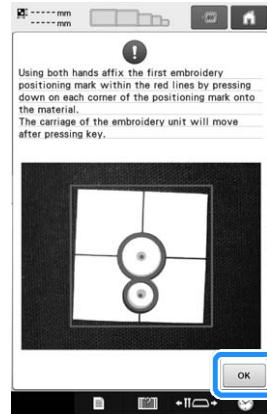 -----mm
-----mm
Using both hands affix the first embroidery
positioning mark within the red lines by pressing
down on each corner of the positioning mark onto
the material.
The carriage of the embroidery unit will move
after pressing key.
OK